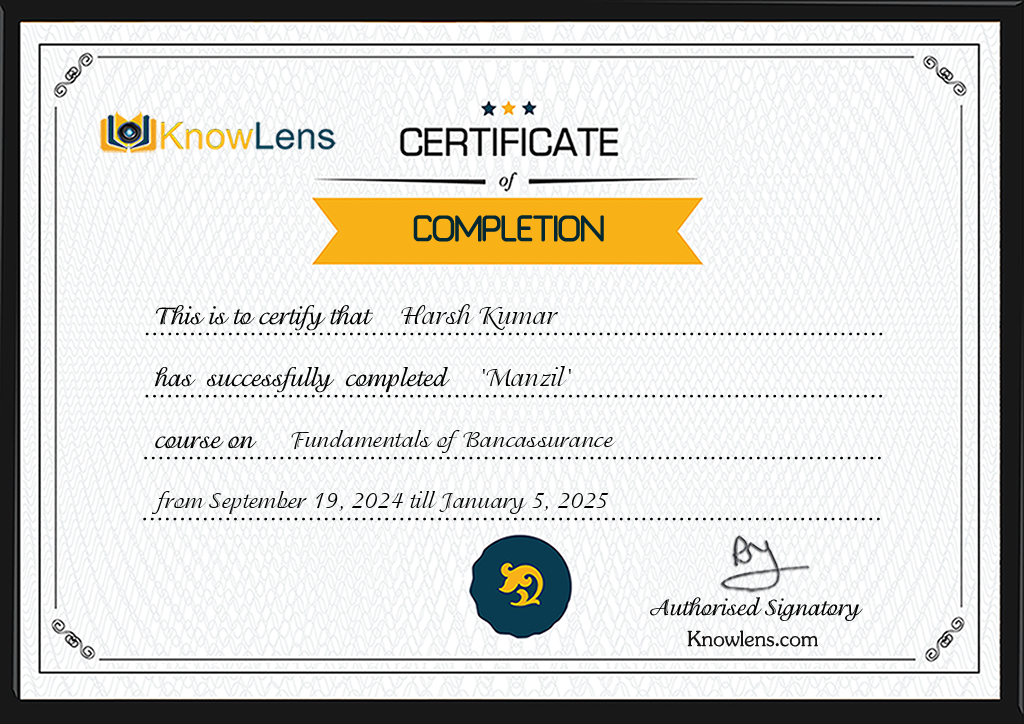 KnowLens
CERTIFICATE
of
COMPLETION
This is to certify that Harsh Kumar
has successfully completed 'Manzil'
course on Fundamentals of Bancassurance
from September 19, 2024 till January 5, 2025
Authorised Signatory
Knowlens.com